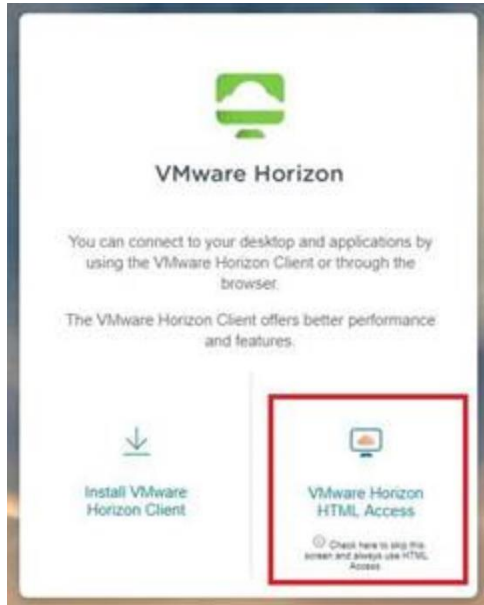 VMware Horizon
You can connect to your desktop and applications by
using the VMware Horizon Client or through the
browser.
The VMware Horizon Client offers better performance
and features.
Install VMware
Horizon Client
VMware Horizon
HTML Access
Check here to skip this
screen and always use HTML
Access